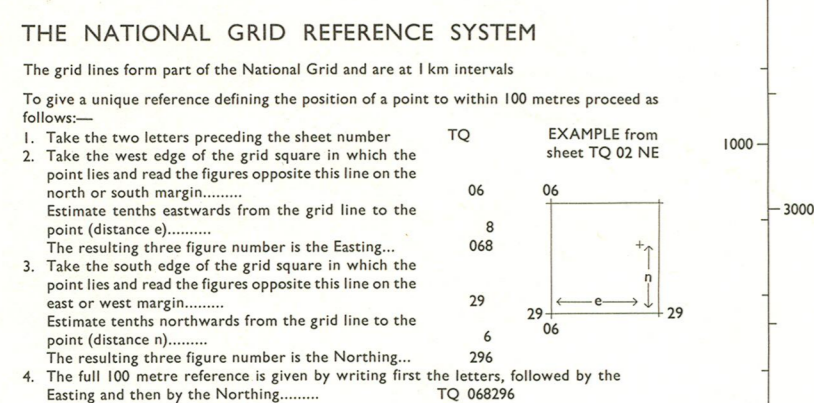 THE NATIONAL GRID REFERENCE SYSTEM
The grid lines form part of the National Grid and are at 1 km intervals
To give a unique reference defining the position of a point to within 100 metres proceed as
follows:—
1. Take the two letters preceding the sheet number TQ
2. Take the west edge of the grid square in which the
point lies and read the figures opposite this line on the
north or south margin......... 06
Estimate tenths eastwards from the grid line to the
point (distance e).......... 8
The resulting three figure number is the Easting... 068
3. Take the south edge of the grid square in which the
point lies and read the figures opposite this line on the
east or west margin......... 29
Estimate tenths northwards from the grid line to the
point (distance n)......... 6
The resulting three figure number is the Northing... 296
4. The full 100 metre reference is given by writing first the letters, followed by the
Easting and then by the Northing......... TQ 068296
EXAMPLE from
sheet TQ 02 NE
06
n
e
29
29
06
1000
3000